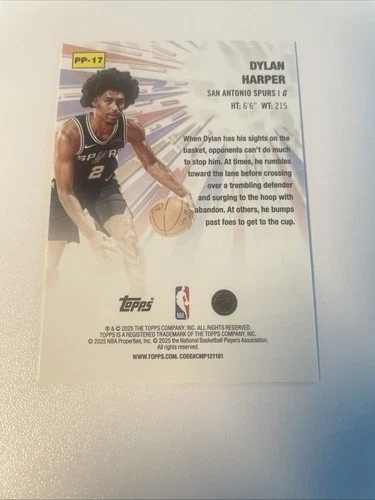 PP-17
DYLAN
HARPER
SAN ANTONIO SPURS | G
HT: 6'6" WT: 215
When Dylan has his sights on the
basket, opponents can't do much
to stop him. At times, he rumbles
toward the lane before crossing
over a trembling defender
and surging to the hoop with
abandon. At others, he bumps
past foes to get to the cup.
SPURS
2
Topps
NBA
® & © 2025 THE TOPPS COMPANY, INC. ALL RIGHTS RESERVED.
TOPPS IS A REGISTERED TRADEMARK OF THE TOPPS COMPANY, INC.
© 2025 NBA Properties, Inc. © 2025 the National Basketball Players Association.
All rights reserved.
WWW.TOPPS.COM. CODE#CMP121181